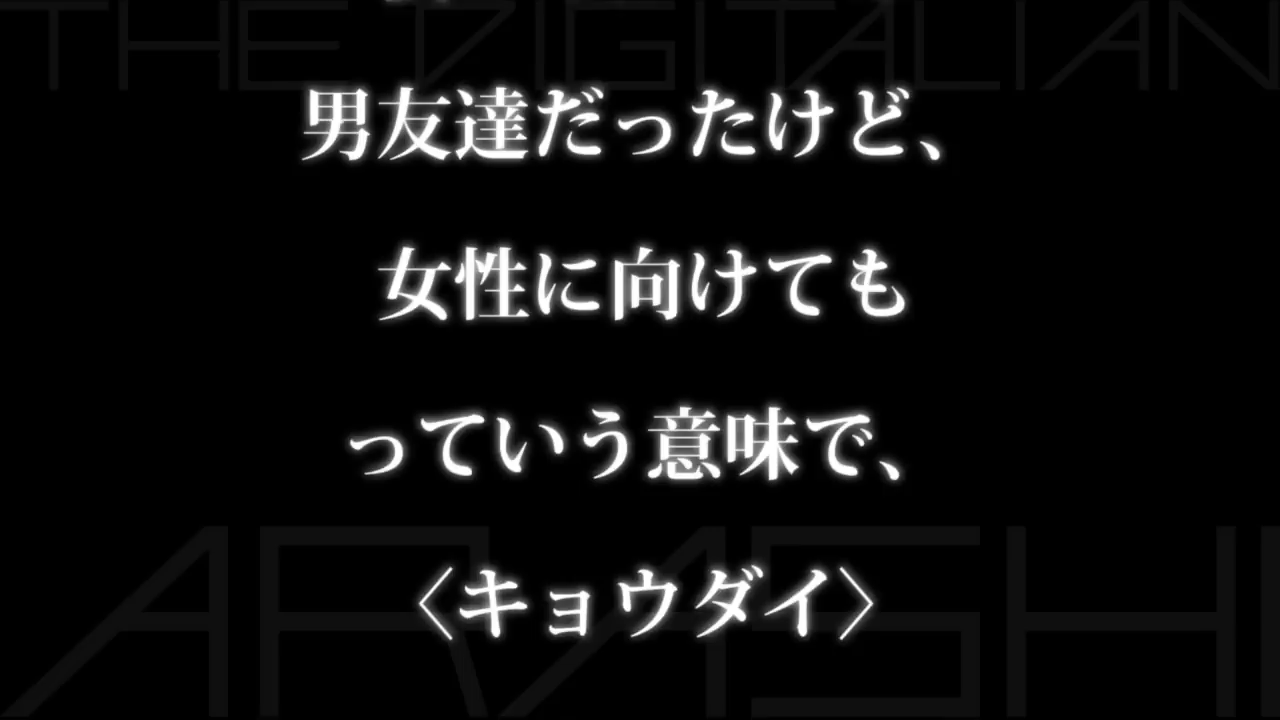 THE DIGITALIAN
男友達だったけど、
女性に向けても
っていう意味で、
〈キョウダイ〉
ARASHI